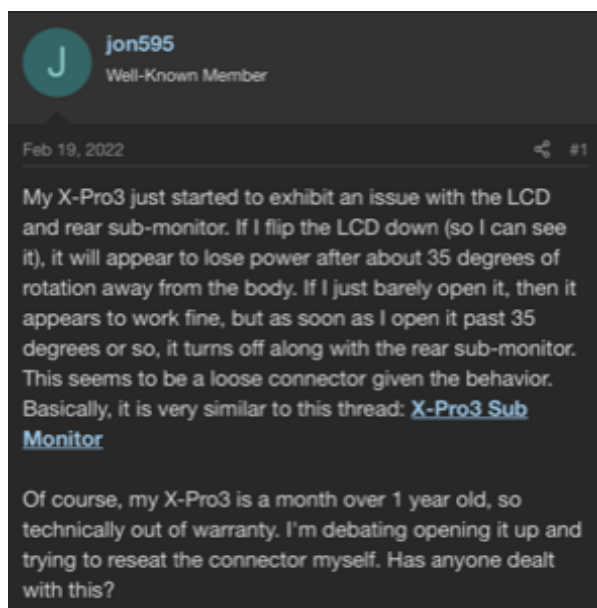 J
jon595
Well-Known Member
Feb 19, 2022
#1
My X-Pro3 just started to exhibit an issue with the LCD
and rear sub-monitor. If I flip the LCD down (so I can see
it), it will appear to lose power after about 35 degrees of
rotation away from the body. If I just barely open it, then it
appears to work fine, but as soon as I open it past 35
degrees or so, it turns off along with the rear sub-monitor.
This seems to be a loose connector given the behavior.
Basically, it is very similar to this thread: X-Pro3 Sub
Monitor
Of course, my X-Pro3 is a month over 1 year old, so
technically out of warranty. I'm debating opening it up and
trying to reseat the connector myself. Has anyone dealt
with this?